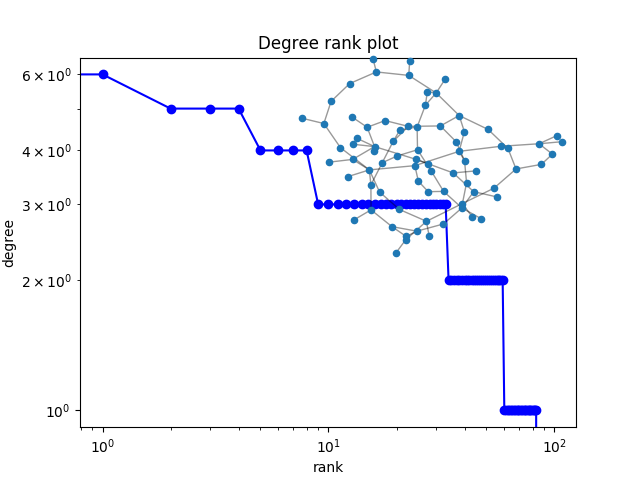 Degree rank plot
degree
6 × 10⁰
4 × 10⁰
3 × 10⁰
2 × 10⁰
10⁰
10⁰
10¹
10²
rank